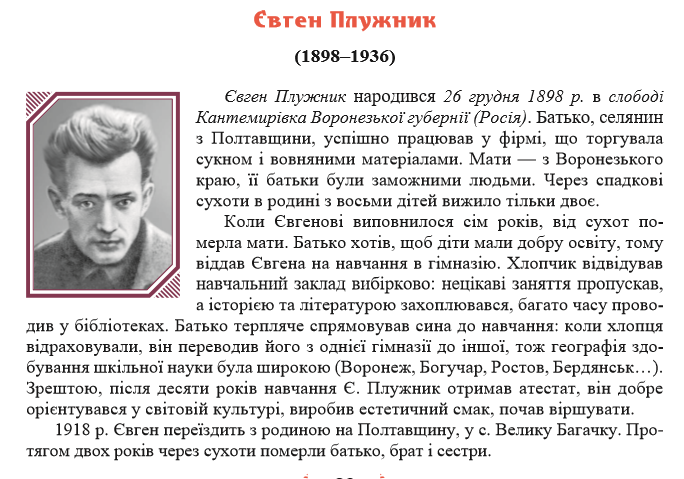 Євген Плужник
(1898–1936)
Євген Плужник народився 26 грудня 1898 р. в слободі
Кантемирівка Воронезької губернії (Росія). Батько, селянин
з Полтавщини, успішно працював у фірмі, що торгувала
сукном і вовняними матеріалами. Мати — з Воронезького
краю, її батьки були заможними людьми. Через спадкові
сухоти в родині з восьми дітей вижило тільки двоє.
Коли Євгенові виповнилося сім років, від сухот по-
мерла мати. Батько хотів, щоб діти мали добру освіту, тому
віддав Євгена на навчання в гімназію. Хлопчик відвідував
навчальний заклад вибірково: нецікаві заняття пропускав,
а історією та літературою захоплювався, багато часу прово-
див у бібліотеках. Батько терпляче спрямовував сина до навчання: коли хлопця
відраховували, він переводив його з однієї гімназії до іншої, тож географія здо-
бування шкільної науки була широкою (Воронеж, Богучар, Ростов, Бердянськ…).
Зрештою, після десяти років навчання Є. Плужник отримав атестат, він добре
орієнтувався у світовій культурі, виробив естетичний смак, почав віршувати.
1918 р. Євген переїздить з родиною на Полтавщину, у с. Велику Багачку. Про-
тягом двох років через сухоти померли батько, брат і сестри.